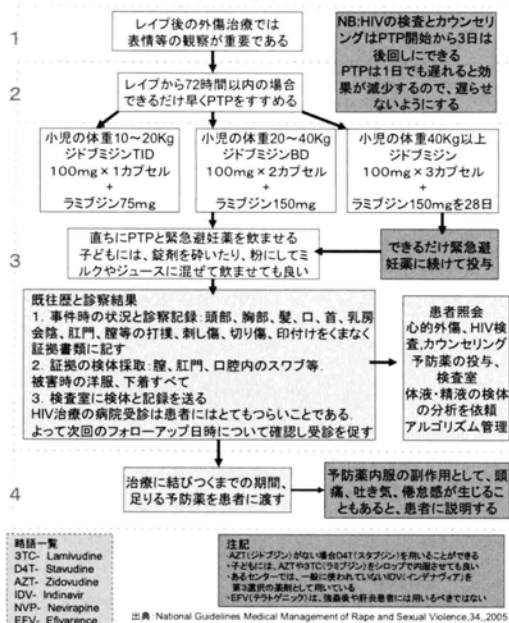 1
レイプ後の外傷治療では
表情等の観察が重要である
NB:HIVの検査とカウンセリ
ングはPTP開始から3日は
後回しにできる
PTPは1日でも遅れると効
果が減少するので、遅らせ
ないようにする
2
レイプから72時間以内の場合
できるだけ早くPTPをすすめる
小児の体重10~20Kg
ジドブミジンTID
100mg×1カプセル
+
ラミブジン75mg
小児の体重20~40Kg
ジドブミジンBD
100mg×2カプセル
+
ラミブジン150mg
小児の体重40Kg以上
ジドブミジン
100mg×3カプセル
+
ラミブジン150mgを28日
3
直ちにPTPと緊急避妊薬を飲ませる
子どもには、錠剤を砕いたり、粉にしてミ
ルクやジュースに混ぜて飲ませても良い
できるだけ緊急避
妊薬に続けて投与
既往歴と診察結果
1. 事件時の状況と診察記録:頭部、胸部、髪、口、首、乳房
会陰、肛門、膣等の打撲、刺し傷、切り傷、印付けをくまなく
証拠書類に記す
2. 証拠の検体採取:膣、肛門、口腔内のスワブ等.
被害時の洋服、下着すべて
3. 検査室に検体と記録を送る
HIV治療の病院受診は患者にはとてもつらいことである.
よって次回のフォローアップ日時について確認し受診を促す
患者照会
心的外傷、HIV検
査,カウンセリング
予防薬の投与、
検査室
体液・精液の検体
の分析を依頼
アルゴリズム管理
4
治療に結びつくまでの期間、
足りる予防薬を患者に渡す
予防薬内服の副作用として、頭
痛、吐き気、倦怠感が生じるこ
ともあると、患者に説明する
略語一覧
3TC- Lamivudine
D4T- Stavudine
AZT- Zidovudine
IDV- Indinavir
NVP- Nevirapine
EFV- Efivarence
注記
・AZT(ジドブジン)がない場合D4T(スタブジン)を用いることができる
・子どもには、AZTや3TC(ラミブジン)をシロップで内服させても良い
・あるセンターでは、一般に使われていないIDV(インデナヴィア)を
第3選択の薬剤として用いている
・EFV(テラトゲニック)は、強姦後や肝炎患者には用いるべきではない
出典:National Guidelines Medical Management of Rape and Sexual Violence,34,,2005